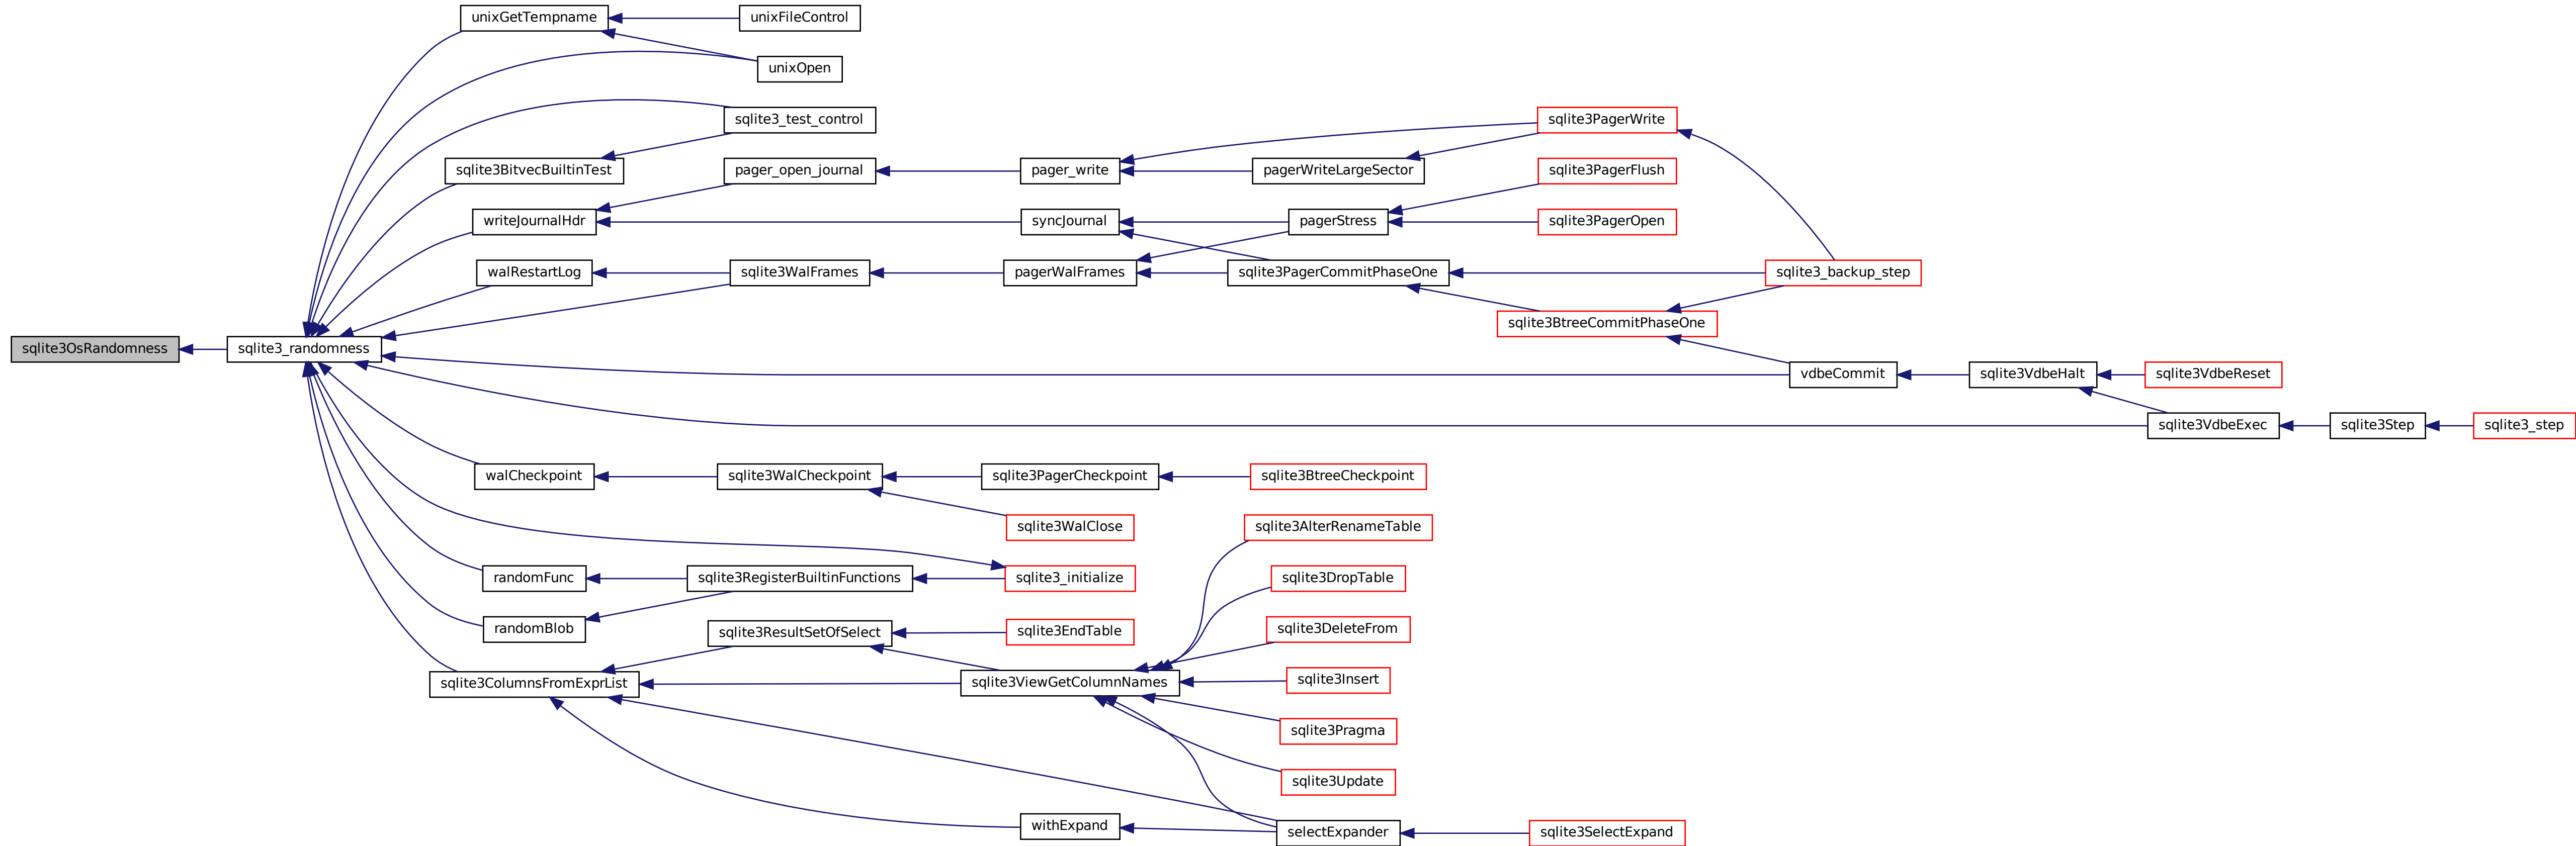 unixGetTempname
unixFileControl
unixOpen
sqlite3_test_control
sqlite3PagerWrite
sqlite3BitvecBuiltinTest
pager_open_journal
pager_write
pagerWriteLargeSector
sqlite3PagerFlush
writeJournalHdr
syncJournal
pagerStress
sqlite3PagerOpen
walRestartLog
sqlite3WalFrames
pagerWalFrames
sqlite3PagerCommitPhaseOne
sqlite3_backup_step
sqlite3BtreeCommitPhaseOne
sqlite3OsRandomness
sqlite3_randomness
vdbeCommit
sqlite3VdbeHalt
sqlite3VdbeReset
sqlite3VdbeExec
sqlite3Step
sqlite3_step
walCheckpoint
sqlite3WalCheckpoint
sqlite3PagerCheckpoint
sqlite3BtreeCheckpoint
sqlite3WalClose
sqlite3AlterRenameTable
randomFunc
sqlite3RegisterBuiltinFunctions
sqlite3_initialize
sqlite3DropTable
randomBlob
sqlite3ResultSetOfSelect
sqlite3EndTable
sqlite3DeleteFrom
sqlite3ColumnsFromExprList
sqlite3ViewGetColumnNames
sqlite3Insert
sqlite3Pragma
sqlite3Update
withExpand
selectExpander
sqlite3SelectExpand